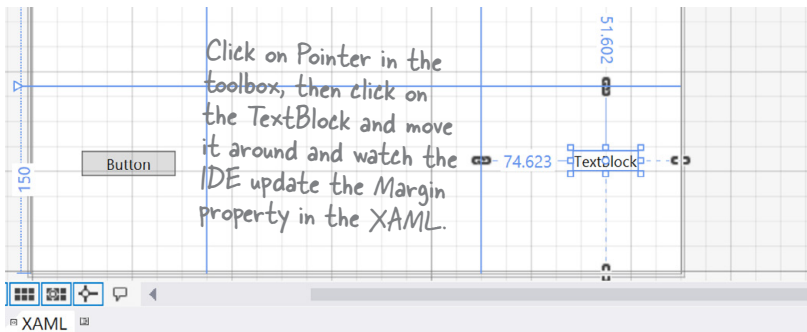 51.602
Click on Pointer in the
toolbox, then click on
the TextBlock and move
it around and watch the
IDE update the Margin
property in the XAML.
Button
74.623
TextBlock
150
XAML